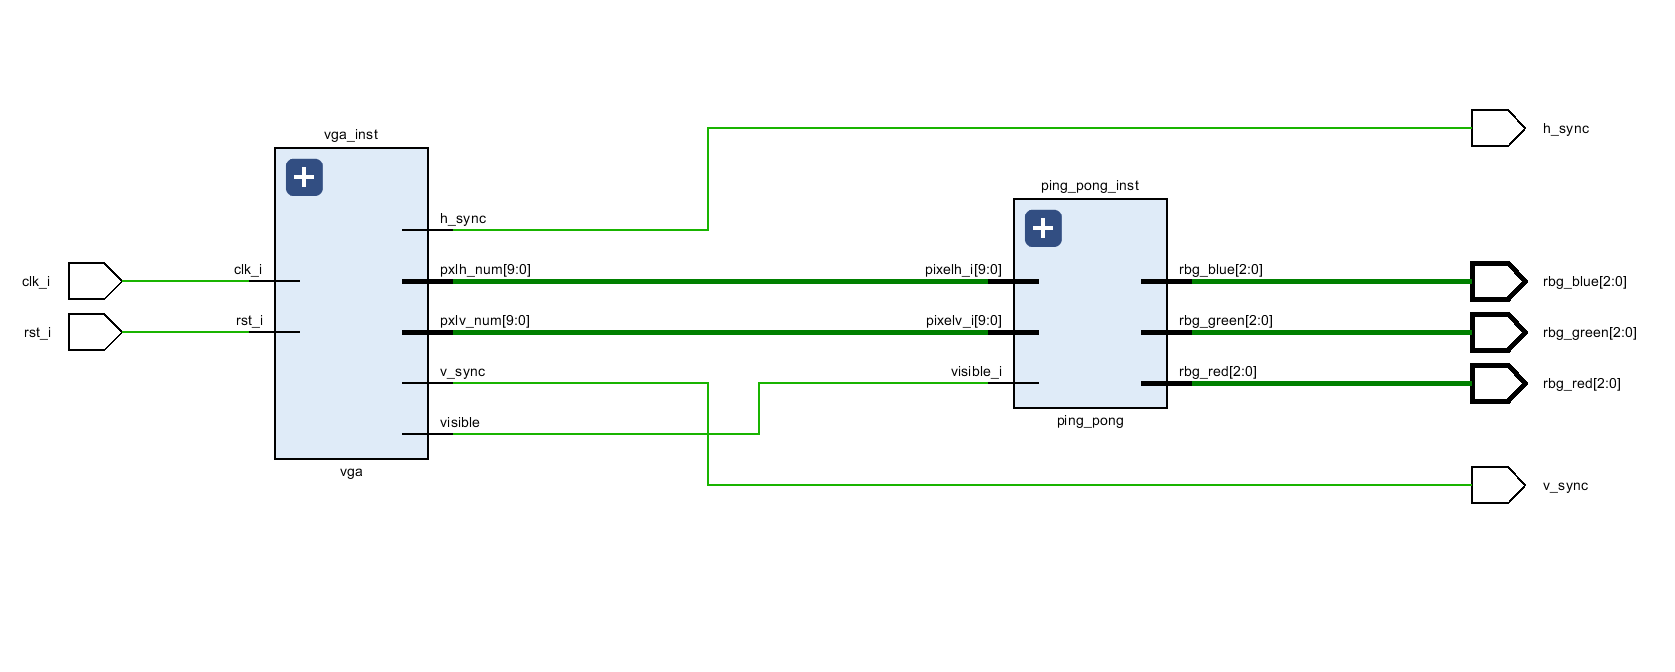 vga_inst
h_sync
ping_pong_inst
h_sync
clk_i
clk_i
pxlh_num[9:0]
pixelh_i[9:0]
rbg_blue[2:0]
rbg_blue[2:0]
rst_i
rst_i
pxlv_num[9:0]
pixelv_i[9:0]
rbg_green[2:0]
rbg_green[2:0]
v_sync
visible_i
rbg_red[2:0]
rbg_red[2:0]
visible
ping_pong
vga
v_sync